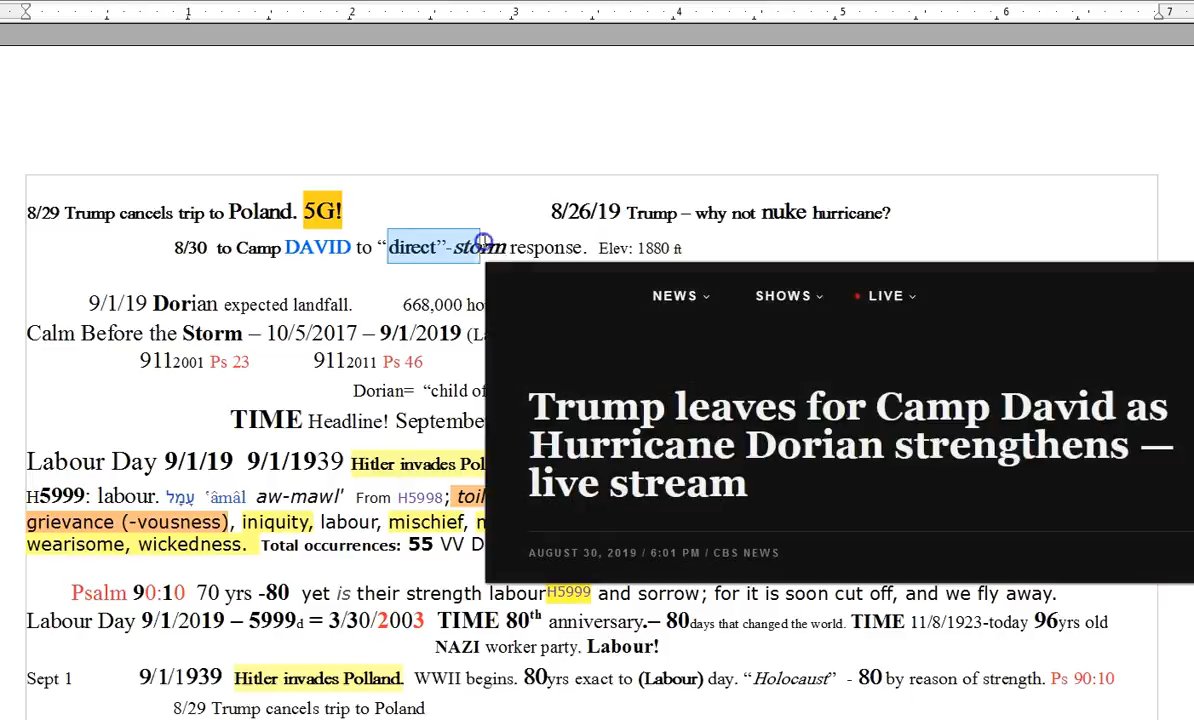 1 2 3 4 5 6 7
8/29 Trump cancels trip to Poland. 5G! 8/26/19 Trump – why not nuke hurricane?
8/30 to Camp DAVID to “direct”-storm response. Elev: 1880 ft
9/1/19 Dorian expected landfall. 668,000
Calm Before the Storm – 10/5/2017 – 9/1/2019
9112001 Ps 23 9112011 Ps 46
Dorian= “child of
TIME Headline! September
Labour Day 9/1/19 9/1/1939 Hitler invades
H5999: labour. עָמָל ʻâmâl aw-mawl' From H5998;
grievance (-vousness), iniquity, labour, mischief,
wearisome, wickedness. Total occurrences: 55 VV
NEWS SHOWS LIVE
Trump leaves for Camp David as
Hurricane Dorian strengthens —
live stream
AUGUST 30, 2019 / 6:01 PM / CBS NEWS
Psalm 90:10 70 yrs -80 yet is their strength labourH5999 and sorrow; for it is soon cut off, and we fly away.
Labour Day 9/1/2019 – 5999d = 3/30/2003 TIME 80th anniversary.– 80days that changed the world. TIME 11/8/1923-today 96yrs old
NAZI worker party. Labour!
Sept 1 9/1/1939 Hitler invades Polland. WWII begins. 80yrs exact to (Labour) day. “Holocaust” - 80 by reason of strength. Ps 90:10
8/29 Trump cancels trip to Poland